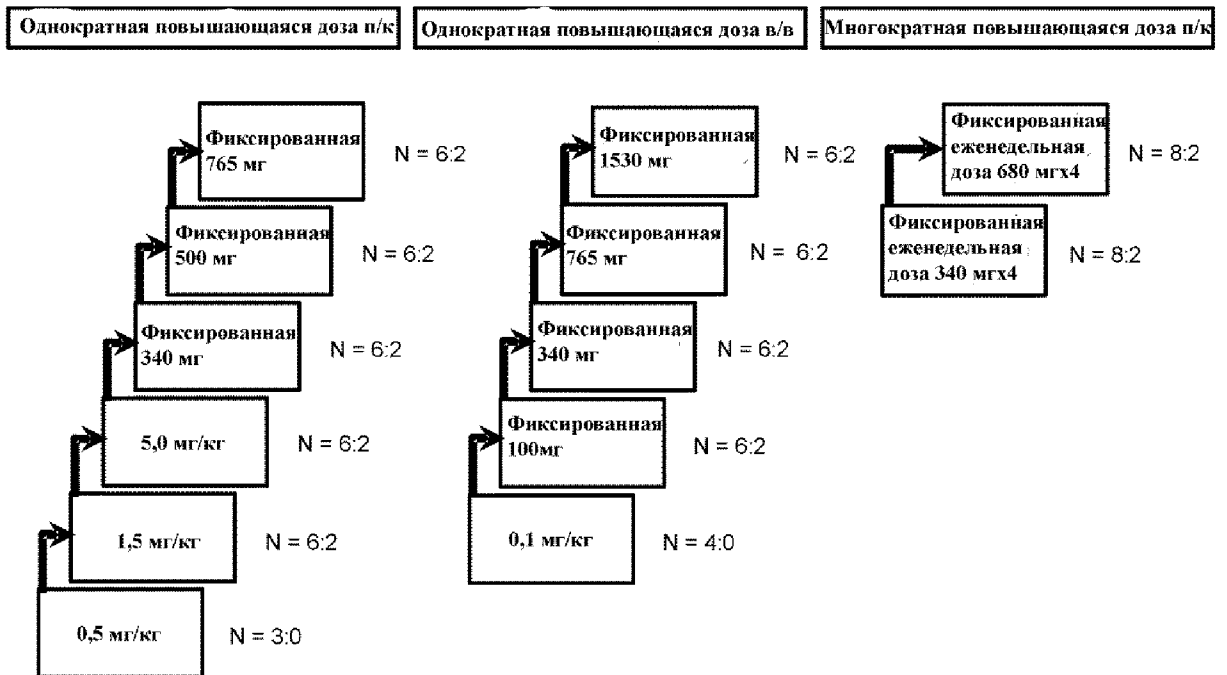 Однократная повышающаяся доза п/к
Однократная повышающаяся доза в/в
Многократная повышающаяся доза п/к
Фиксированная
765 мг
N = 6:2
Фиксированная
500 мг
N = 6:2
Фиксированная
340 мг
N = 6:2
5,0 мг/кг
N = 6:2
1,5 мг/кг
N = 6:2
0,5 мг/кг
N = 3:0
Фиксированная
1530 мг
N = 6:2
Фиксированная
765 мг
N = 6:2
Фиксированная
340 мг
N = 6:2
Фиксированная
100мг
N = 6:2
0,1 мг/кг
N = 4:0
Фиксированная
еженедельная
доза 680 мгх4
N = 8:2
Фиксированная
еженедельная
доза 340 мгх4
N = 8:2